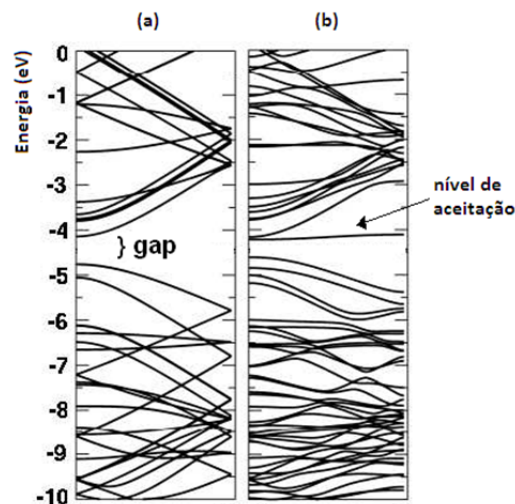 (a) (b)
Energia (eV)
0
-1
-2
-3
-4
-5
-6
-7
-8
-9
-10
} gap
nível de
aceitação